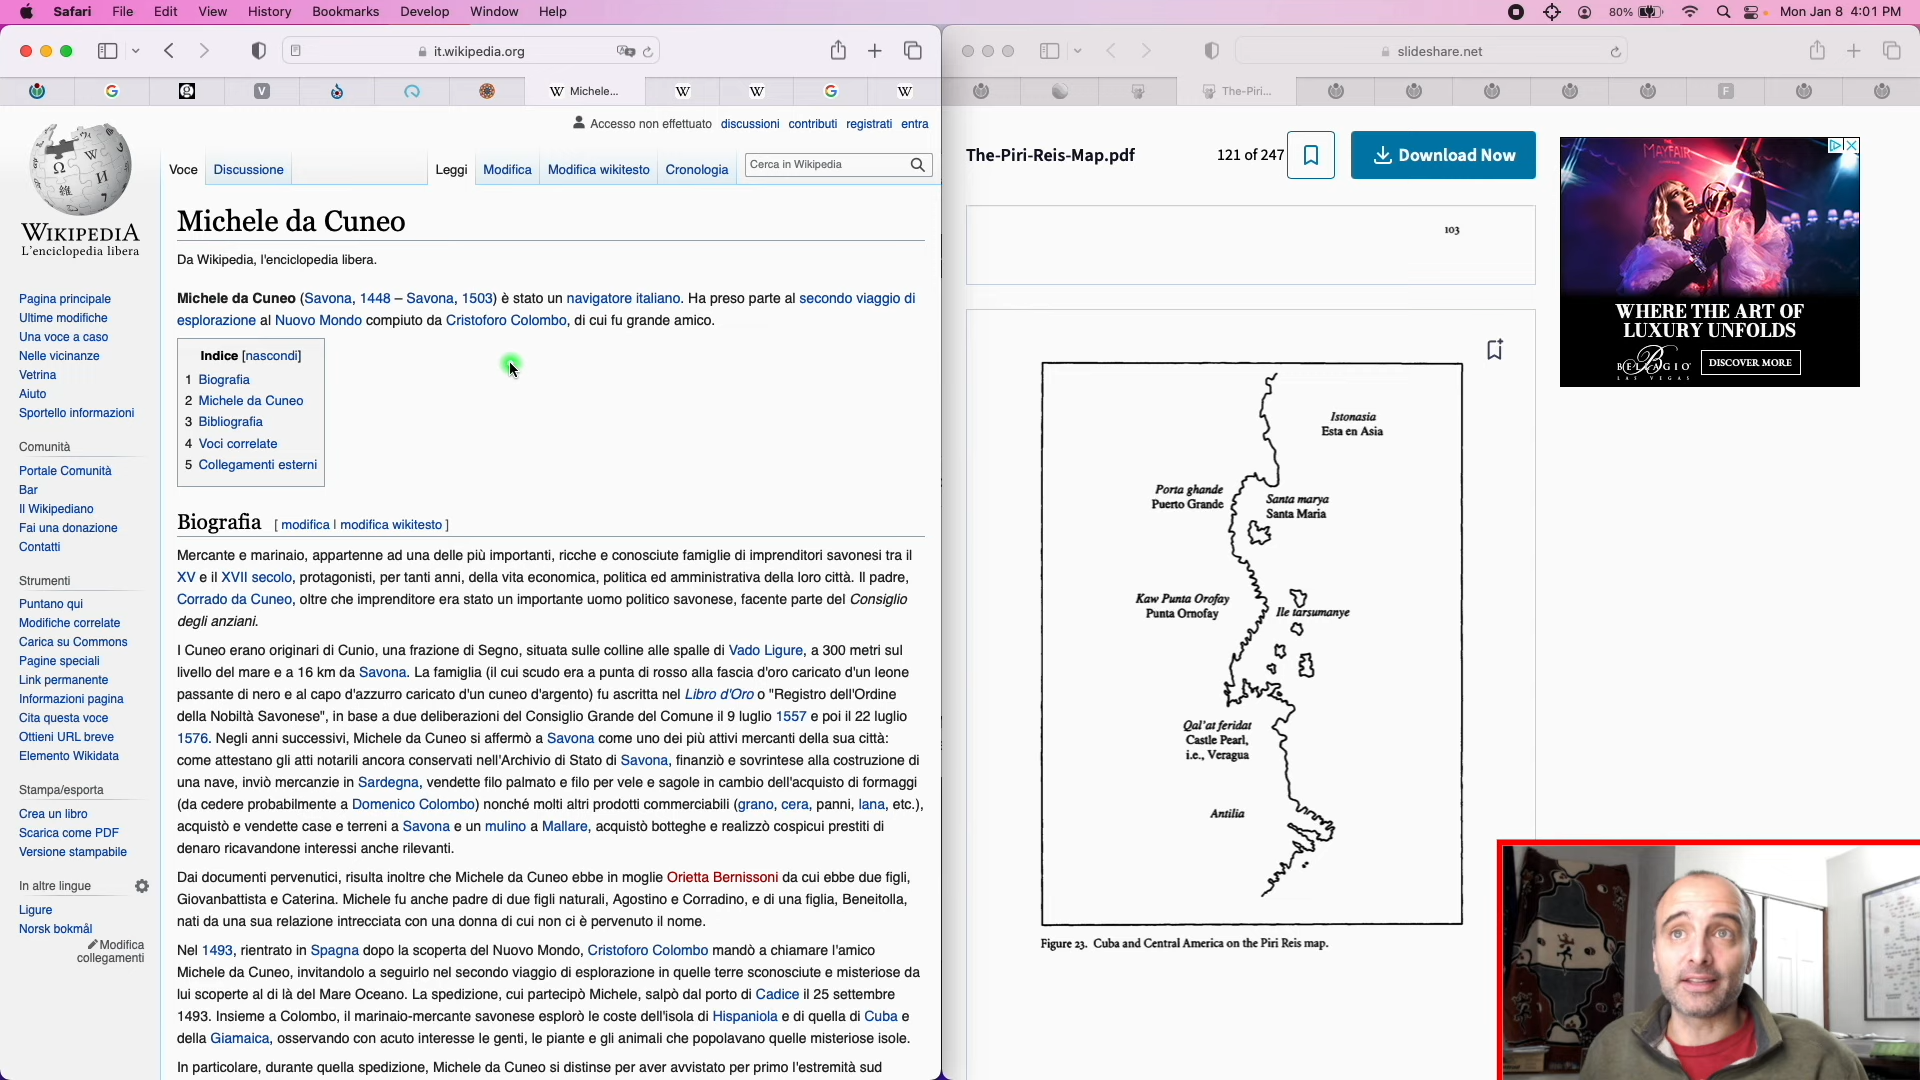 Safari File Edit View History Bookmarks Develop Window Help
80% Mon Jan 8 4:01 PM
it.wikipedia.org
slideshare.net
Michele...
The-Piri...
Accesso non effettuato discussioni contributi registrati entra
Voce Discussione Leggi Modifica Modifica wikitesto Cronologia Cerca in Wikipedia
WIKIPEDIA
L'enciclopedia libera
Pagina principale
Ultime modifiche
Una voce a caso
Nelle vicinanze
Vetrina
Aiuto
Sportello informazioni
Comunità
Portale Comunità
Bar
Il Wikipediano
Fai una donazione
Contatti
Strumenti
Puntano qui
Modifiche correlate
Carica su Commons
Pagine speciali
Link permanente
Informazioni pagina
Cita questa voce
Ottieni URL breve
Elemento Wikidata
Stampa/esporta
Crea un libro
Scarica come PDF
Versione stampabile
In altre lingue
Ligure
Norsk bokmål
Modifica
collegamenti
Michele da Cuneo
Da Wikipedia, l'enciclopedia libera.
Michele da Cuneo (Savona, 1448 – Savona, 1503) è stato un navigatore italiano. Ha preso parte al secondo viaggio di
esplorazione al Nuovo Mondo compiuto da Cristoforo Colombo, di cui fu grande amico.
Indice [nascondi]
1 Biografia
2 Michele da Cuneo
3 Bibliografia
4 Voci correlate
5 Collegamenti esterni
Biografia [ modifica | modifica wikitesto ]
Mercante e marinaio, appartenne ad una delle più importanti, ricche e conosciute famiglie di imprenditori savonesi tra il
XV e il XVII secolo, protagonisti, per tanti anni, della vita economica, politica ed amministrativa della loro città. Il padre,
Corrado da Cuneo, oltre che imprenditore era stato un importante uomo politico savonese, facente parte del Consiglio
degli anziani.
I Cuneo erano originari di Cunio, una frazione di Segno, situata sulle colline alle spalle di Vado Ligure, a 300 metri sul
livello del mare e a 16 km da Savona. La famiglia (il cui scudo era a punta di rosso alla fascia d'oro caricato d'un leone
passante di nero e al capo d'azzurro caricato d'un cuneo d'argento) fu ascritta nel Libro d'Oro o "Registro dell'Ordine
della Nobiltà Savonese", in base a due deliberazioni del Consiglio Grande del Comune il 9 luglio 1557 e poi il 22 luglio
1576. Negli anni successivi, Michele da Cuneo si affermò a Savona come uno dei più attivi mercanti della sua città:
come attestano gli atti notarili ancora conservati nell'Archivio di Stato di Savona, finanziò e sovrintese alla costruzione di
una nave, inviò mercanzie in Sardegna, vendette filo palmato e filo per vele e sagole in cambio dell'acquisto di formaggi
(da cedere probabilmente a Domenico Colombo) nonché molti altri prodotti commerciabili (grano, cera, panni, lana, etc.),
acquistò e vendette case e terreni a Savona e un mulino a Mallare, acquistò botteghe e realizzò cospicui prestiti di
denaro ricavandone interessi anche rilevanti.
Dai documenti pervenutici, risulta inoltre che Michele da Cuneo ebbe in moglie Orietta Bernissoni da cui ebbe due figli,
Giovanbattista e Caterina. Michele fu anche padre di due figli naturali, Agostino e Corradino, e di una figlia, Beneitolla,
nati da una sua relazione intrecciata con una donna di cui non ci è pervenuto il nome.
Nel 1493, rientrato in Spagna dopo la scoperta del Nuovo Mondo, Cristoforo Colombo mandò a chiamare l'amico
Michele da Cuneo, invitandolo a seguirlo nel secondo viaggio di esplorazione in quelle terre sconosciute e misteriose da
lui scoperte al di là del Mare Oceano. La spedizione, cui partecipò Michele, salpò dal porto di Cadice il 25 settembre
1493. Insieme a Colombo, il marinaio-mercante savonese esplorò le coste dell'isola di Hispaniola e di quella di Cuba e
della Giamaica, osservando con acuto interesse le genti, le piante e gli animali che popolavano quelle misteriose isole.
In particolare, durante quella spedizione, Michele da Cuneo si distinse per aver avvistato per primo l'estremità sud
The-Piri-Reis-Map.pdf 121 of 247 Download Now
103
Istonasia
Esta en Asia
Porta ghande
Puerto Grande
Santa marya
Santa Maria
Kaw Punta Orofay
Punta Ornofay
Ile tarsumanye
Qal'at feridat
Castle Pearl,
i.e., Veragua
Antilia
Figure 23. Cuba and Central America on the Piri Reis map.
MAYFAIR
WHERE THE ART OF
LUXURY UNFOLDS
BELLAGIO
LAS VEGAS
DISCOVER MORE